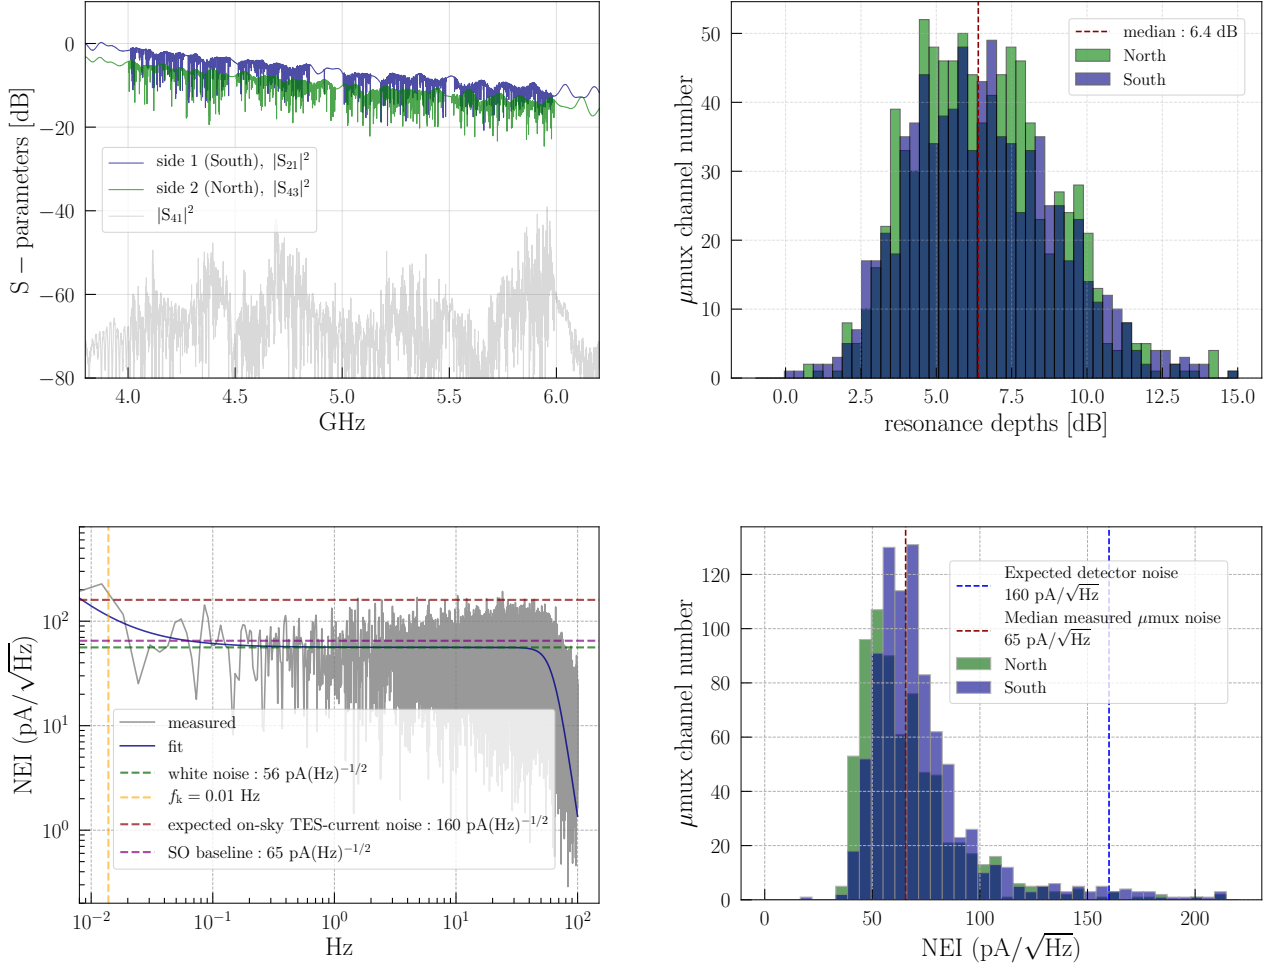 0
−20
−40
−60
−80
S − parameters [dB]
side 1 (South), |S₂₁|²
side 2 (North), |S₄₃|²
|S₄₁|²
4.0 4.5 5.0 5.5 6.0
GHz
50
40
30
20
10
0
μmux channel number
median : 6.4 dB
North
South
0.0 2.5 5.0 7.5 10.0 12.5 15.0
resonance depths [dB]
10²
10¹
10⁰
NEI (pA/√Hz)
measured
fit
white noise : 56 pA(Hz)⁻¹/²
fₖ = 0.01 Hz
expected on-sky TES-current noise : 160 pA(Hz)⁻¹/²
SO baseline : 65 pA(Hz)⁻¹/²
10⁻² 10⁻¹ 10⁰ 10¹ 10²
Hz
120
100
80
60
40
20
0
μmux channel number
Expected detector noise
160 pA/√Hz
Median measured μmux noise
65 pA/√Hz
North
South
0 50 100 150 200
NEI (pA/√Hz)